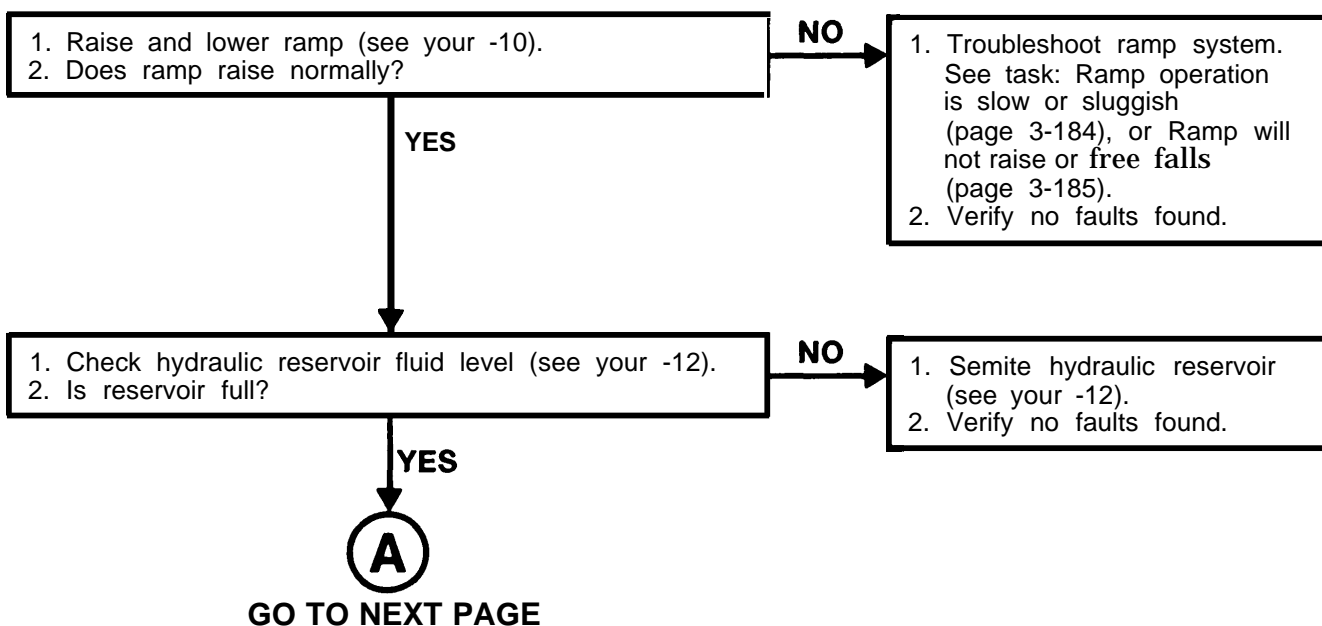 1. Raise and lower ramp (see your -10).
2. Does ramp raise normally?
NO
1. Troubleshoot ramp system.
See task: Ramp operation
is slow or sluggish
(page 3-184), or Ramp will
not raise or free falls
(page 3-185).
2. Verify no faults found.
YES
1. Check hydraulic reservoir fluid level (see your -12).
2. Is reservoir full?
NO
1. Semite hydraulic reservoir
(see your -12).
2. Verify no faults found.
YES
A
GO TO NEXT PAGE